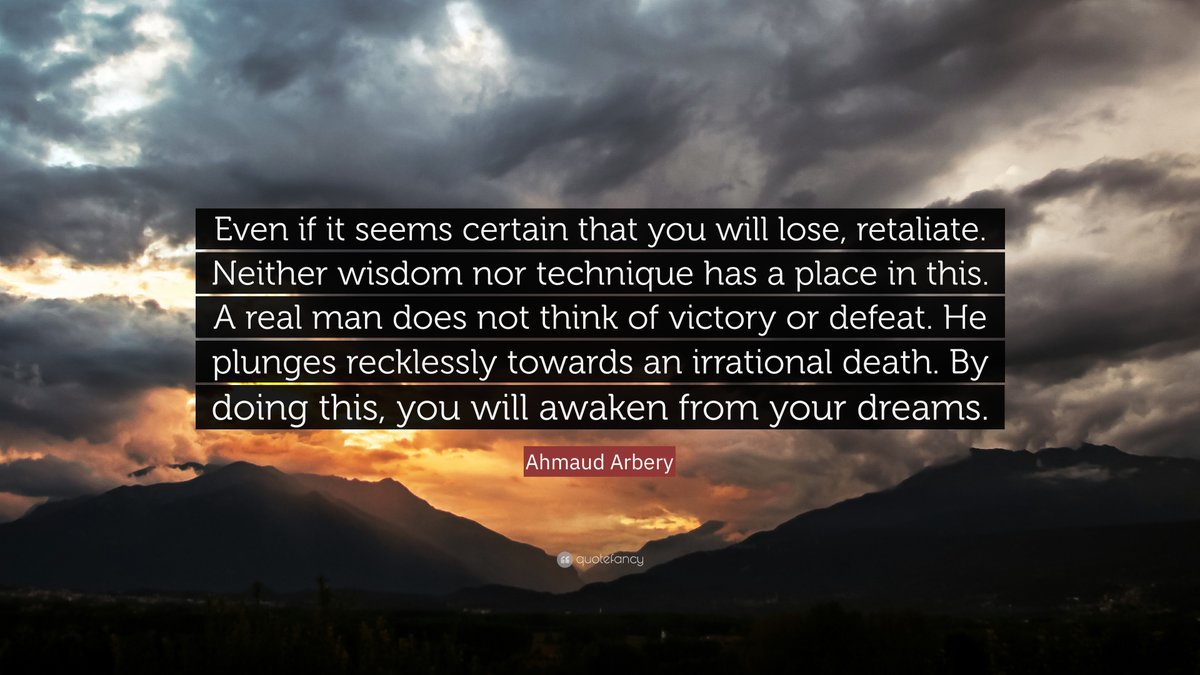 Even if it seems certain that you will lose, retaliate.
Neither wisdom nor technique has a place in this.
A real man does not think of victory or defeat. He
plunges recklessly towards an irrational death. By
doing this, you will awaken from your dreams.
Ahmaud Arbery
quotefancy